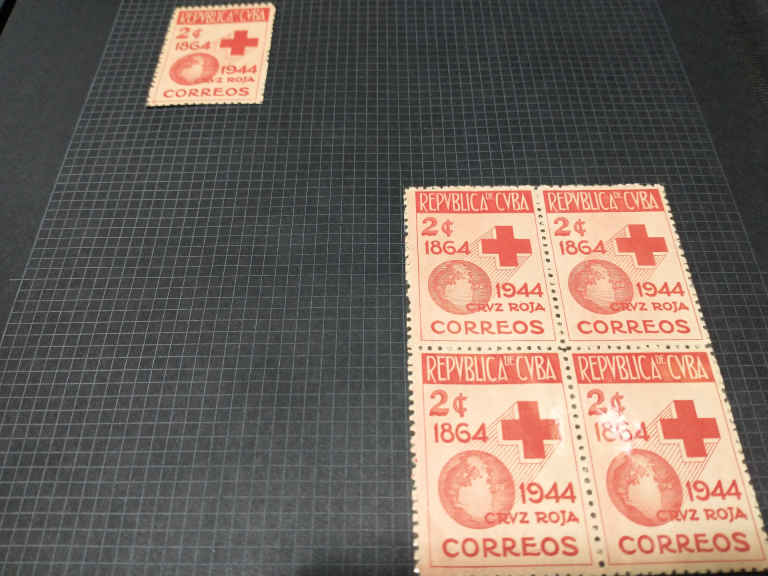 REPVBLICA DE CVBA
2¢
1864
1944
CRVZ ROJA
CORREOS
REPVBLICA DE CVBA
2¢
1864
1944
CRVZ ROJA
CORREOS
REPVBLICA DE CVBA
2¢
1864
1944
CRVZ ROJA
CORREOS
REPVBLICA DE CVBA
2¢
1864
1944
CRVZ ROJA
CORREOS
REPVBLICA DE CVBA
2¢
1864
1944
CRVZ ROJA
CORREOS